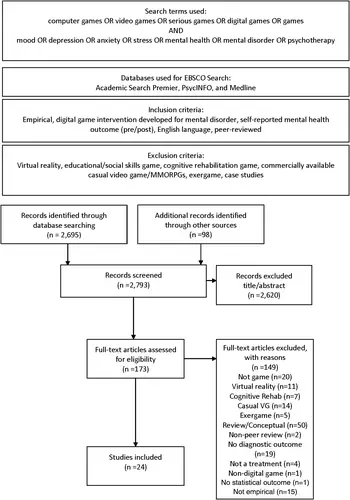 Search terms used:
computer games OR video games OR serious games OR digital games OR games
AND
mood OR depression OR anxiety OR stress OR mental health OR mental disorder OR psychotherapy
Databases used for EBSCO Search:
Academic Search Premier, PsycINFO, and Medline
Inclusion criteria:
Empirical, digital game intervention developed for mental disorder, self-reported mental health
outcome (pre/post), English language, peer-reviewed
Exclusion criteria:
Virtual reality, educational/social skills game, cognitive rehabilitation game, commercially available
casual video game/MMORPGs, exergame, case studies
Records identified through
database searching
(n = 2,695)
Additional records identified
through other sources
(n =98)
Records screened
(n =2,793)
Records excluded
title/abstract
(n =2,620)
Full-text articles assessed
for eligibility
(n =173)
Full-text articles excluded,
with reasons
(n =149)
Not game (n=20)
Virtual reality (n=11)
Cognitive Rehab (n=7)
Casual VG (n=14)
Exergame (n=5)
Review/Conceptual (n=50)
Non-peer review (n=2)
No diagnostic outcome
(n=19)
Not a treatment (n=4)
Non-digital game (n=1)
No statistical outcome (n=1)
Not empirical (n=15)
Studies included
(n =24)